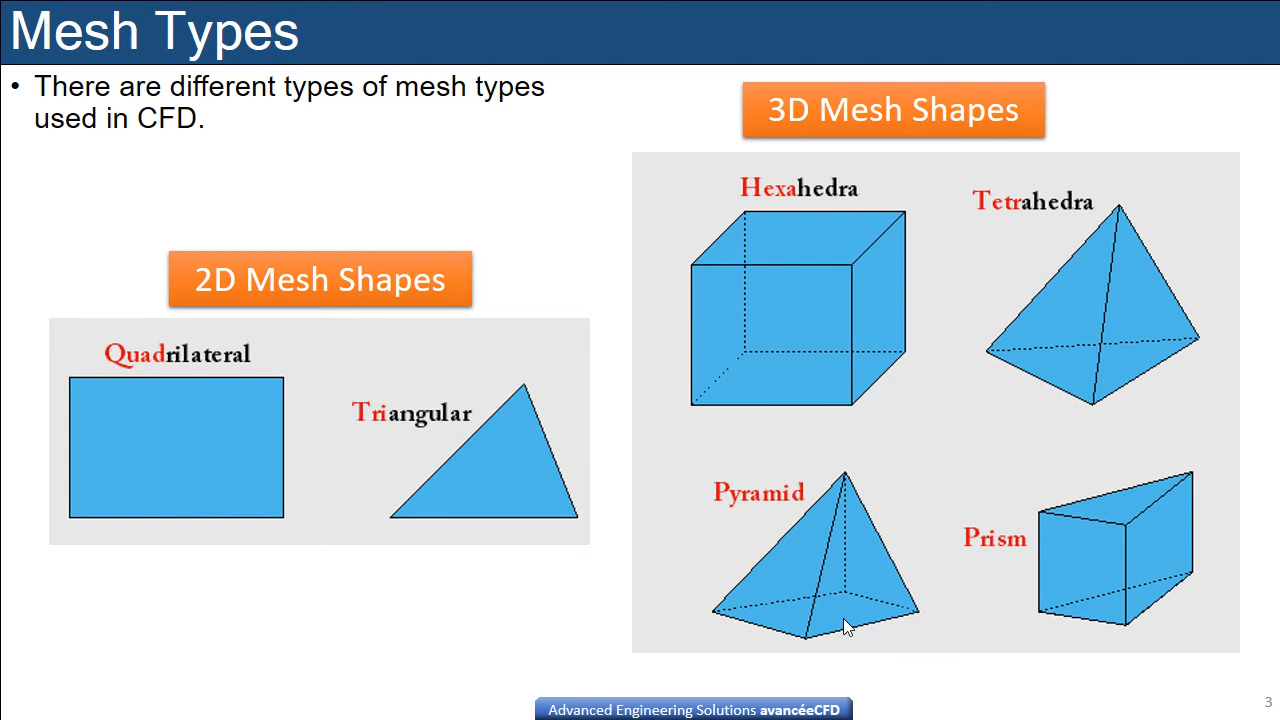 Mesh Types
• There are different types of mesh types
used in CFD.
2D Mesh Shapes
Quadrilateral
Triangular
3D Mesh Shapes
Hexahedra
Tetrahedra
Pyramid
Prism
Advanced Engineering Solutions avancéeCFD
3